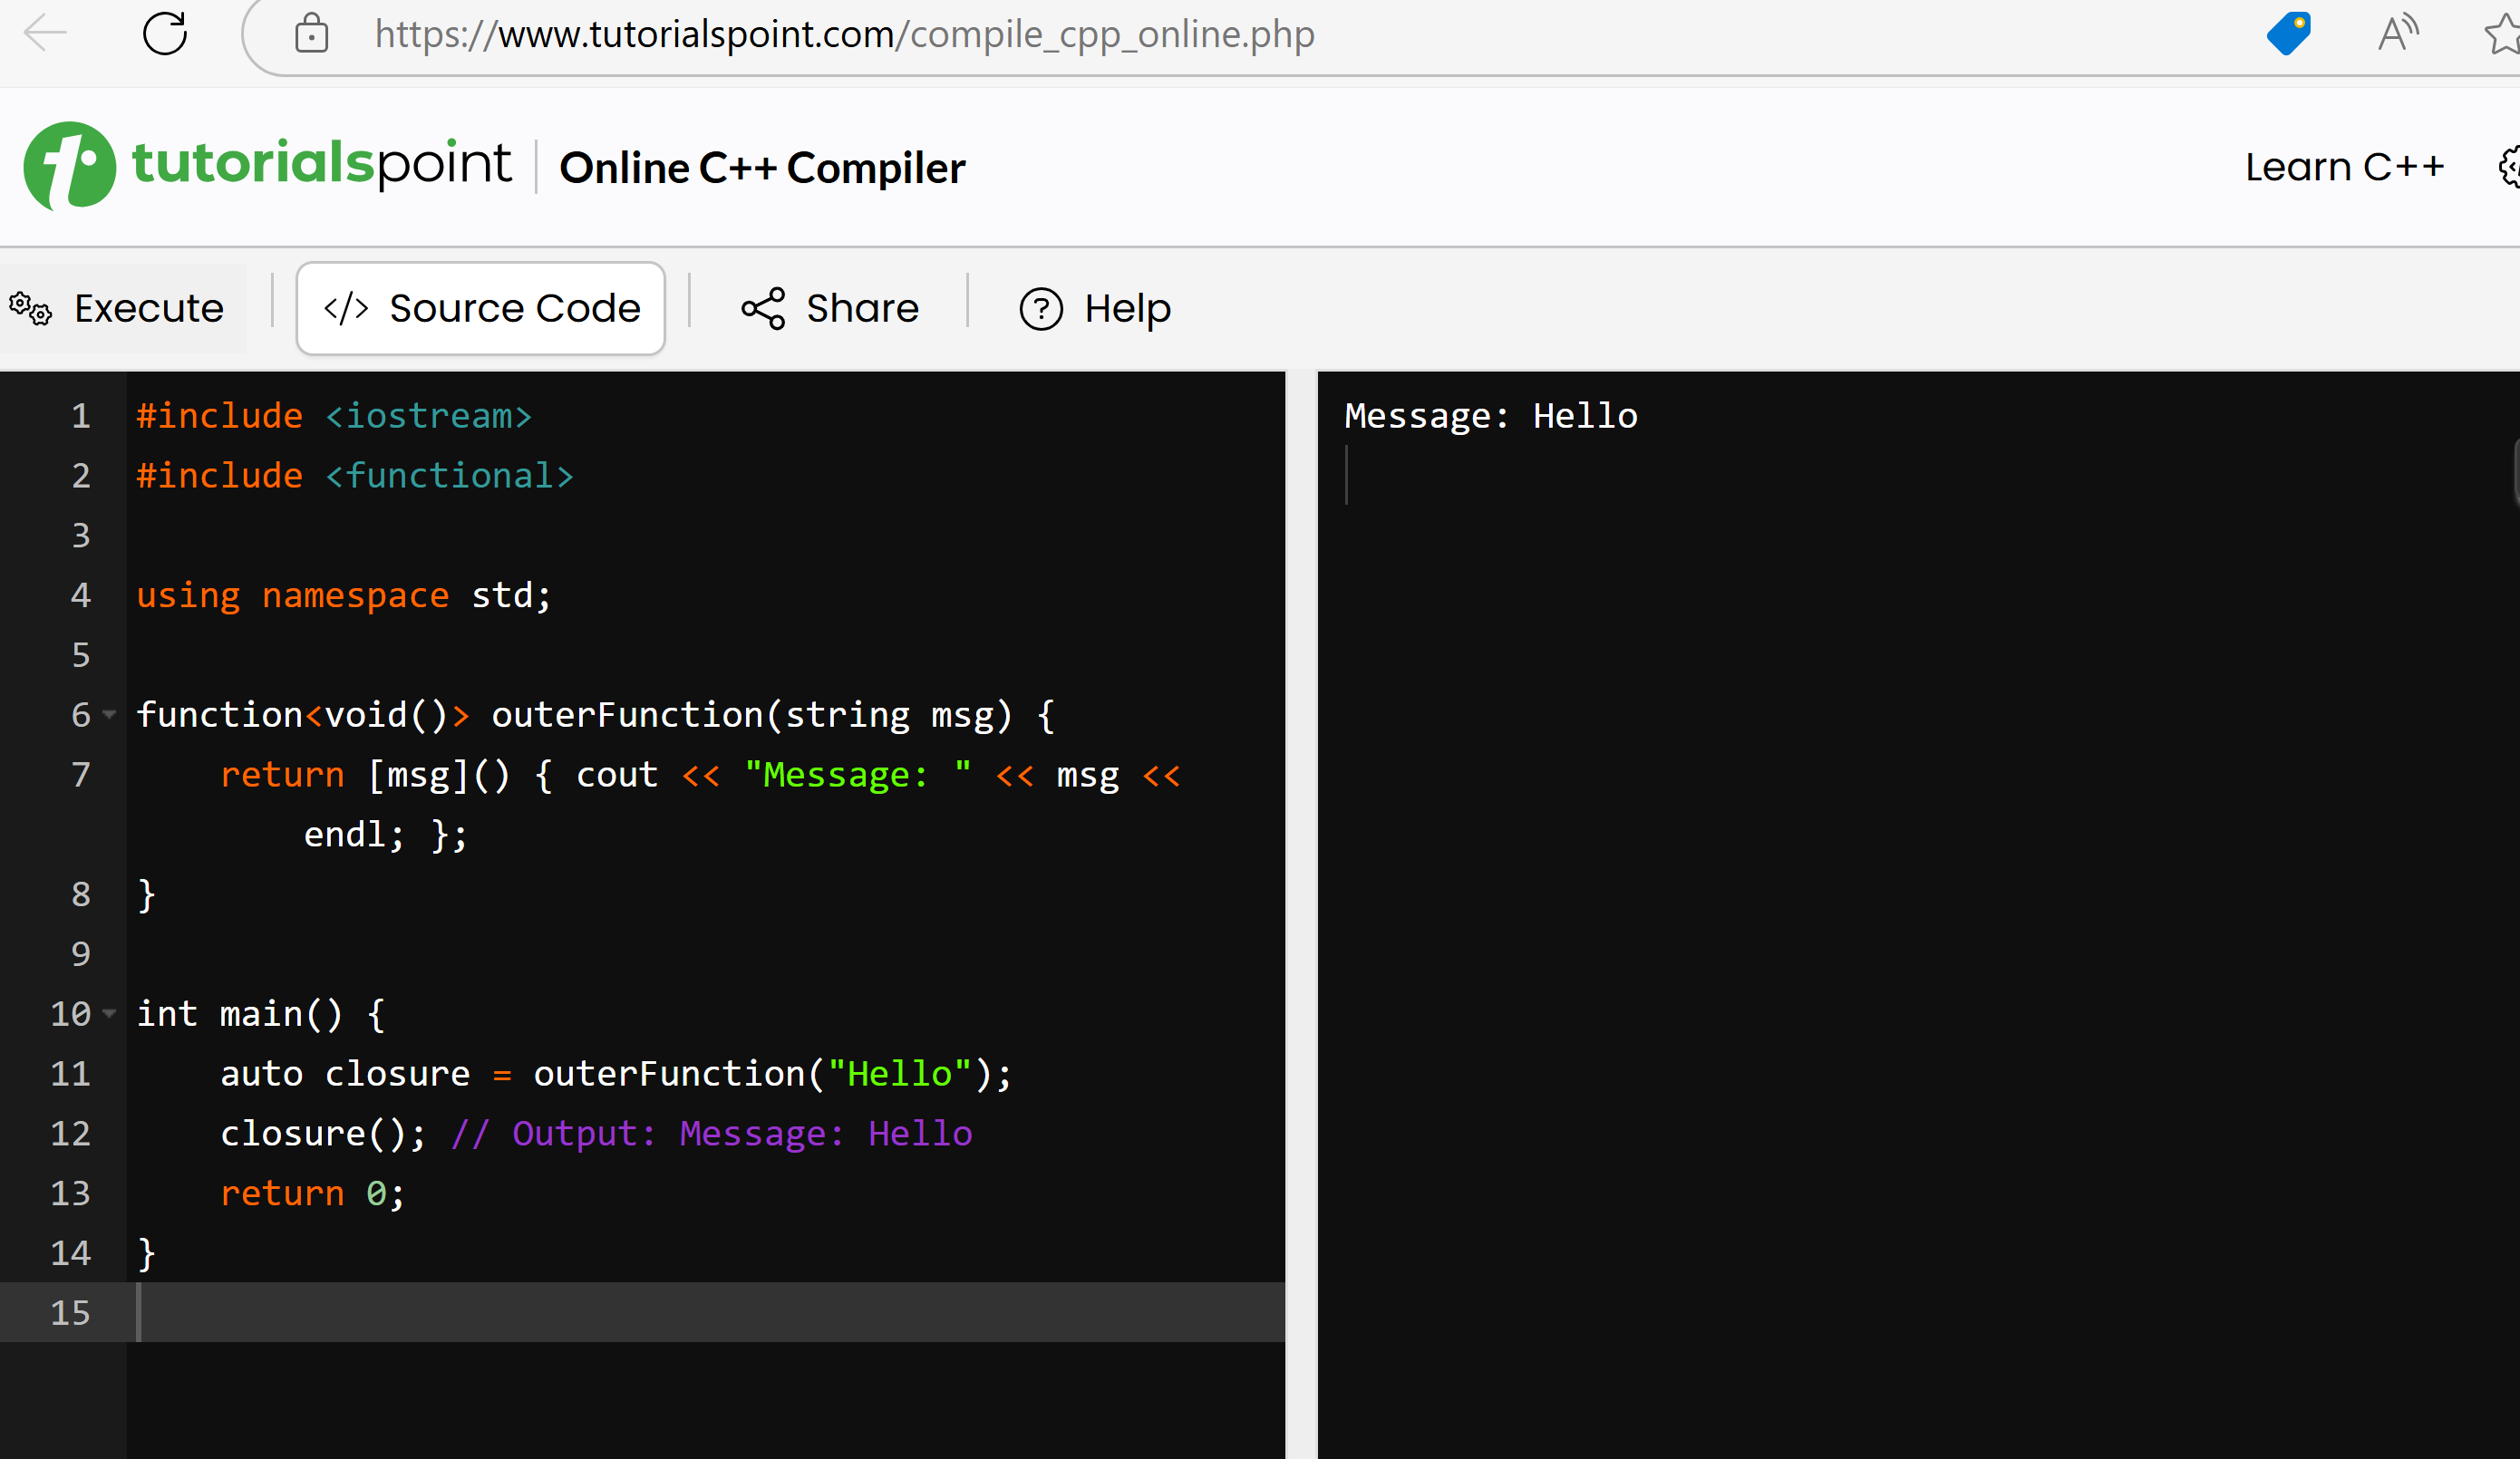 https://www.tutorialspoint.com/compile_cpp_online.php
tutorialspoint Online C++ Compiler Learn C++
Execute </> Source Code Share Help
1 #include <iostream>
2 #include <functional>
3
4 using namespace std;
5
6 function<void()> outerFunction(string msg) {
7 return [msg]() { cout << "Message: " << msg <<
endl; };
8 }
9
10 int main() {
11 auto closure = outerFunction("Hello");
12 closure(); // Output: Message: Hello
13 return 0;
14 }
15
Message: Hello